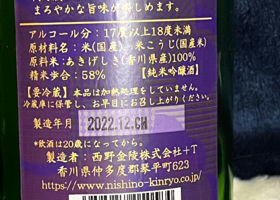 まろやかな旨味が楽しめます。
アルコール分：17度以上18度未満
原材料名：米(国産)・米こうじ(国産米)
原料米：あきげしき(香川県産)100%
精米歩合：58% 【純米吟醸酒】
【要冷蔵】本品は加熱処理をしていません。
冷蔵庫に保管し、お早めにお召し上がりください。
製造年月 2022.12.
*飲酒は20歳になってから。
製造者：西野金陵株式会社＋T
香川県仲多度郡琴平町623
https://www.nishino-kinryo.co.jp